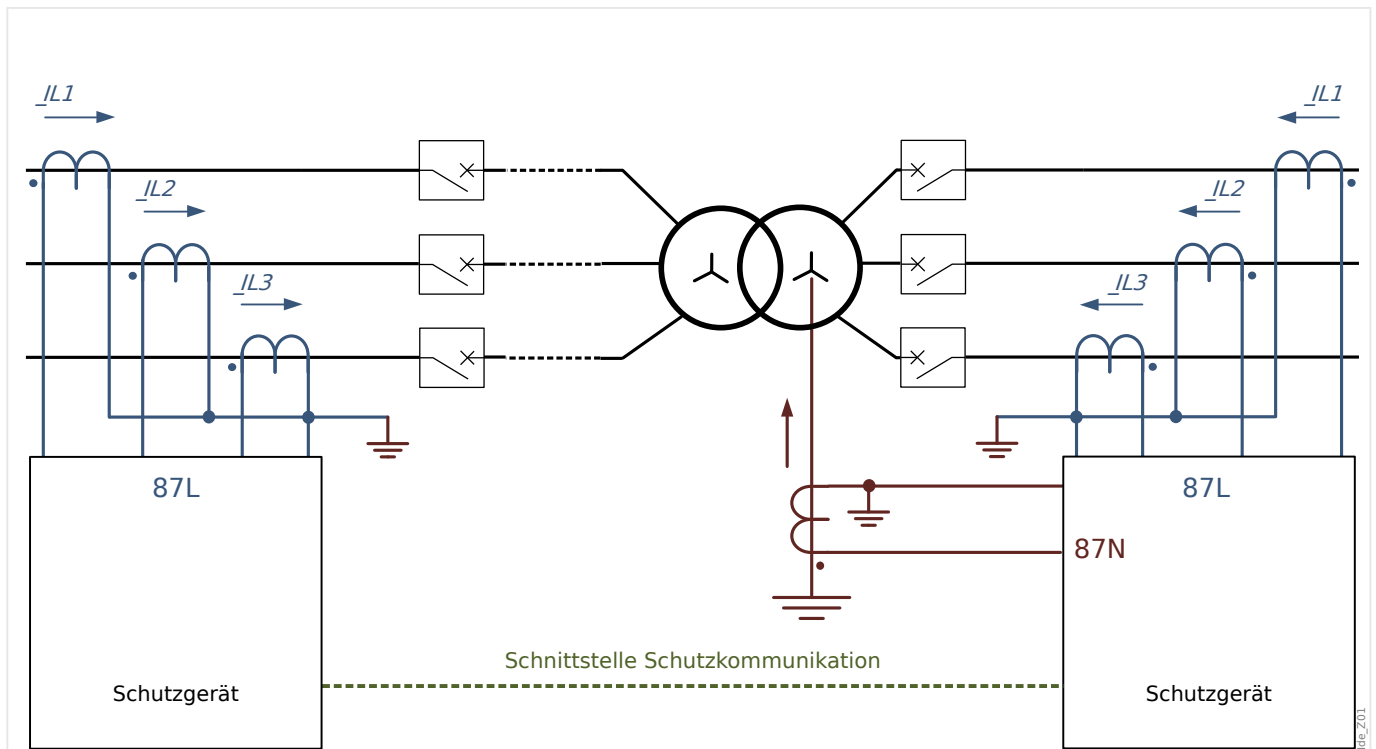 _IL1
_IL1
_IL2
_IL2
_IL3
_IL3
87L
87L
87N
Schnittstelle Schutzkommunikation
Schutzgerät
Schutzgerät